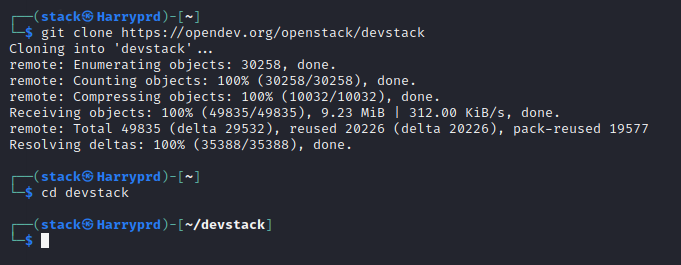 ┌──(stack㉿Harryprd)-[~]
└─$ git clone https://opendev.org/openstack/devstack
Cloning into 'devstack'...
remote: Enumerating objects: 30258, done.
remote: Counting objects: 100% (30258/30258), done.
remote: Compressing objects: 100% (10032/10032), done.
Receiving objects: 100% (49835/49835), 9.23 MiB | 312.00 KiB/s, done.
remote: Total 49835 (delta 29532), reused 20226 (delta 20226), pack-reused 19577
Resolving deltas: 100% (35388/35388), done.
┌──(stack㉿Harryprd)-[~]
└─$ cd devstack
┌──(stack㉿Harryprd)-[~/devstack]
└─$